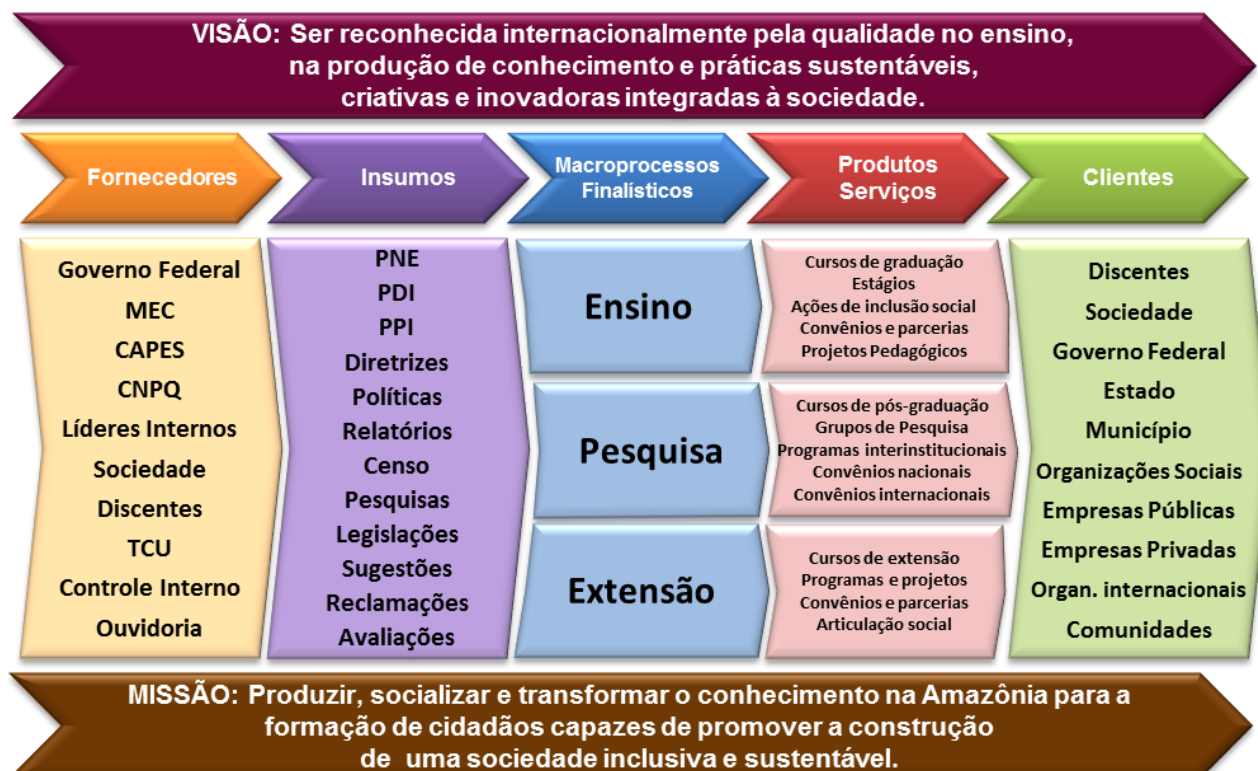 VISÃO: Ser reconhecida internacionalmente pela qualidade no ensino,
na produção de conhecimento e práticas sustentáveis,
criativas e inovadoras integradas à sociedade.
Fornecedores
Insumos
Macroprocessos
Finalísticos
Produtos
Serviços
Clientes
Governo Federal
MEC
CAPES
CNPQ
Líderes Internos
Sociedade
Discentes
TCU
Controle Interno
Ouvidoria
PNE
PDI
PPI
Diretrizes
Políticas
Relatórios
Censo
Pesquisas
Legislações
Sugestões
Reclamações
Avaliações
Ensino
Pesquisa
Extensão
Cursos de graduação
Estágios
Ações de inclusão social
Convênios e parcerias
Projetos Pedagógicos
Cursos de pós-graduação
Grupos de Pesquisa
Programas interinstitucionais
Convênios nacionais
Convênios internacionais
Cursos de extensão
Programas e projetos
Convênios e parcerias
Articulação social
Discentes
Sociedade
Governo Federal
Estado
Município
Organizações Sociais
Empresas Públicas
Empresas Privadas
Organ. internacionais
Comunidades
MISSÃO: Produzir, socializar e transformar o conhecimento na Amazônia para a
formação de cidadãos capazes de promover a construção
de uma sociedade inclusiva e sustentável.